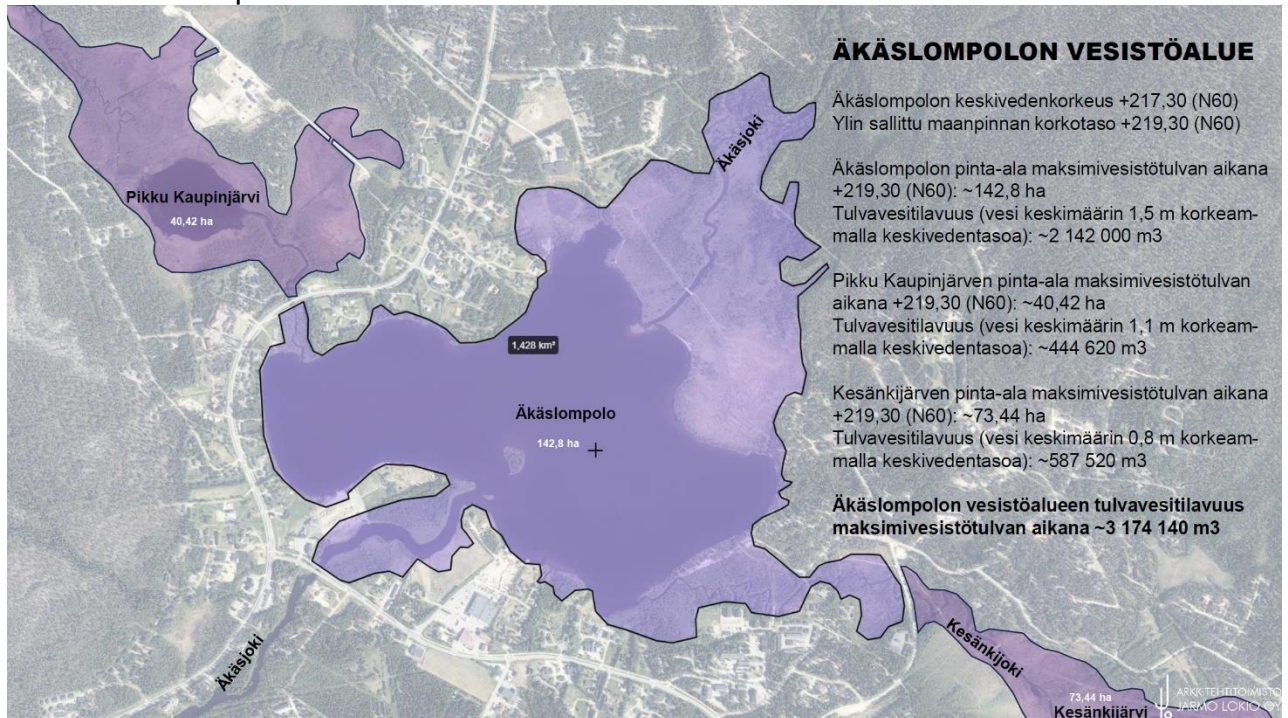 ÄKÄSLOMPOLON VESISTÖALUE
Äkäslompolon keskivedenkorkeus +217,30 (N60)
Ylin sallittu maanpinnan korkotaso +219,30 (N60)
Äkäslompolon pinta-ala maksimivesistötulvan aikana
+219,30 (N60): ~142,8 ha
Tulvavesitilavuus (vesi keskimäärin 1,5 m korkeam-
malla keskivedentasoa): ~2 142 000 m3
Pikku Kaupinjärven pinta-ala maksimivesistötulvan
aikana +219,30 (N60): ~40,42 ha
Tulvavesitilavuus (vesi keskimäärin 1,1 m korkeam-
malla keskivedentasoa): ~444 620 m3
Kesänkijärven pinta-ala maksimivesistötulvan aikana
+219,30 (N60): ~73,44 ha
Tulvavesitilavuus (vesi keskimäärin 0,8 m korkeam-
malla keskivedentasoa): ~587 520 m3
Äkäslompolon vesistöalueen tulvavesitilavuus
maksimivesistötulvan aikana ~3 174 140 m3
Äkäsjoki
Pikku Kaupinjärvi
40,42 ha
1,428 km²
Äkäslompolo
142,8 ha
Äkäsjoki
Kesänkijoki
73,44 ha
Kesänkijärvi
ARKKITEHTITOIMISTO
JARMO LOKIO OY